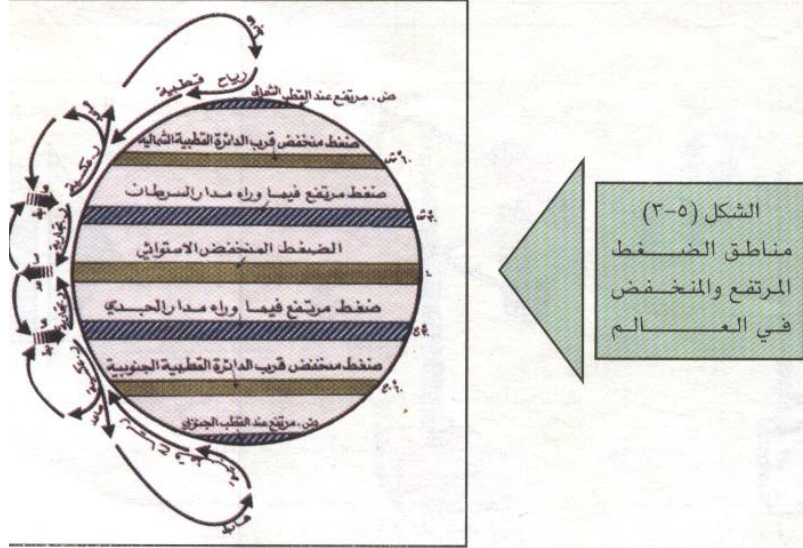 الشكل (٥-٣)
مناطق الضغط
المرتفع والمنخفض
في العالم
رياح قطبية
ض. مرتفع عند القطب الشمالي
ضغط منخفض قرب الدائرة القطبية الشمالية
ضغط مرتفع فيما وراء مدار السرطان
الضغط المنخفض الاستوائي
ضغط مرتفع فيما وراء مدار الجدي
ضغط منخفض قرب الدائرة القطبية الجنوبية
ض. مرتفع عند القطب الجنوبي
هابط